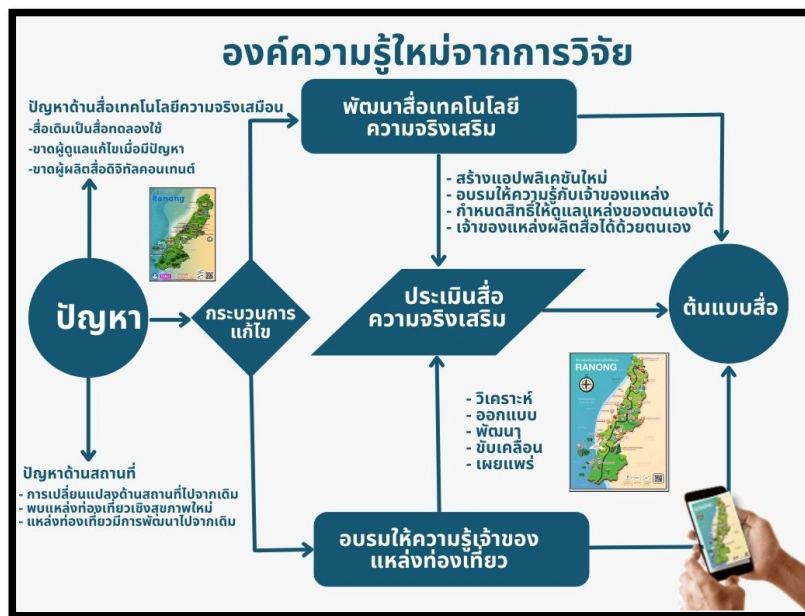 องค์ความรู้ใหม่จากการวิจัย
ปัญหาด้านสื่อเทคโนโลยีความจริงเสมือน
-สื่อเดิมเป็นสื่อทดลองใช้
-ขาดผู้ดูแลแก้ไขเมื่อมีปัญหา
-ขาดผู้ผลิตสื่อดิจิทัลคอนเทนต์
พัฒนาสื่อเทคโนโลยี
ความจริงเสริม
- สร้างแอปพลิเคชันใหม่
- อบรมให้ความรู้กับเจ้าของแหล่ง
- กำหนดสิทธิ์ให้ดูแลแหล่งของตนเองได้
- เจ้าของแหล่งผลิตสื่อได้ด้วยตนเอง
Ranong
ปัญหา
กระบวนการ
แก้ไข
ประเมินสื่อ
ความจริงเสริม
ต้นแบบสื่อ
RANONG
- วิเคราะห์
- ออกแบบ
- พัฒนา
- ขับเคลื่อน
- เผยแพร่
ปัญหาด้านสถานที่
- การเปลี่ยนแปลงด้านสถานที่ไปจากเดิม
- พบแหล่งท่องเที่ยวเชิงสุขภาพใหม่
- แหล่งท่องเที่ยวมีการพัฒนาไปจากเดิม
อบรมให้ความรู้เจ้าของ
แหล่งท่องเที่ยว